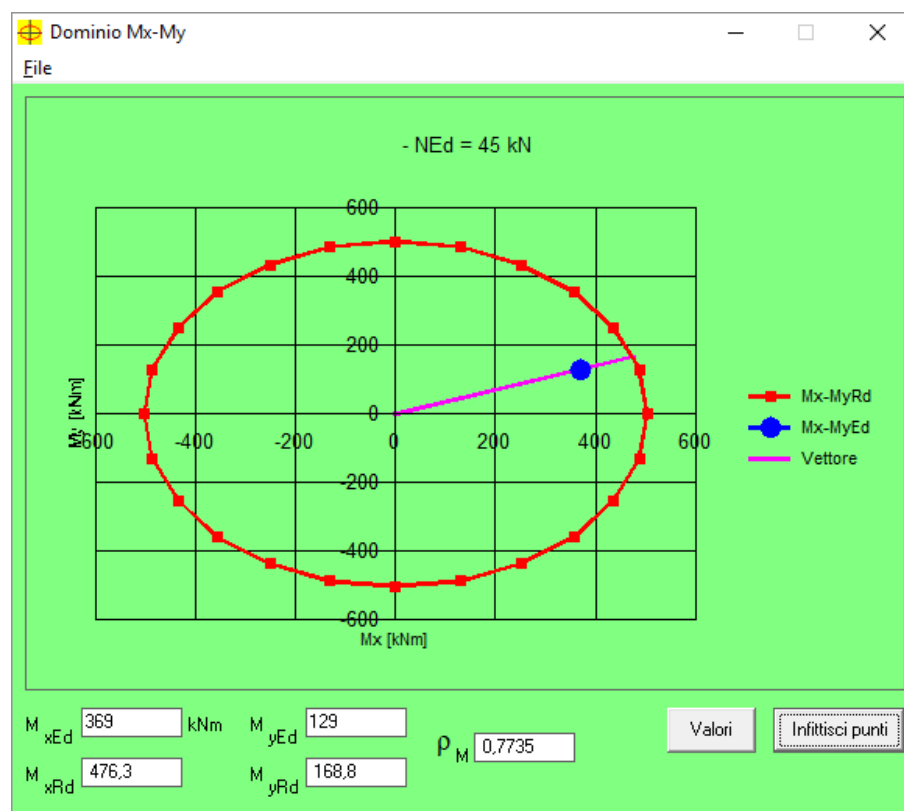 Dominio Mx-My
File
- NEd = 45 kN
600
400
200
0
-200
-400
-600
-600 -400 -200 0 200 400 600
My [kNm]
Mx [kNm]
Mx-MyRd
Mx-MyEd
Vettore
M xEd 369 kNm M yEd 129
M xRd 476,3 M yRd 168,8
ρ M 0,7735
Valori
Infittisci punti